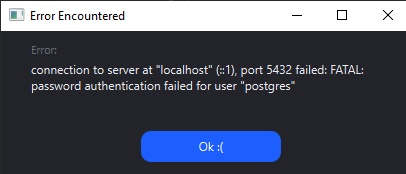 Error Encountered
Error:
connection to server at "localhost" (::1), port 5432 failed: FATAL:
password authentication failed for user "postgres"
Ok :(